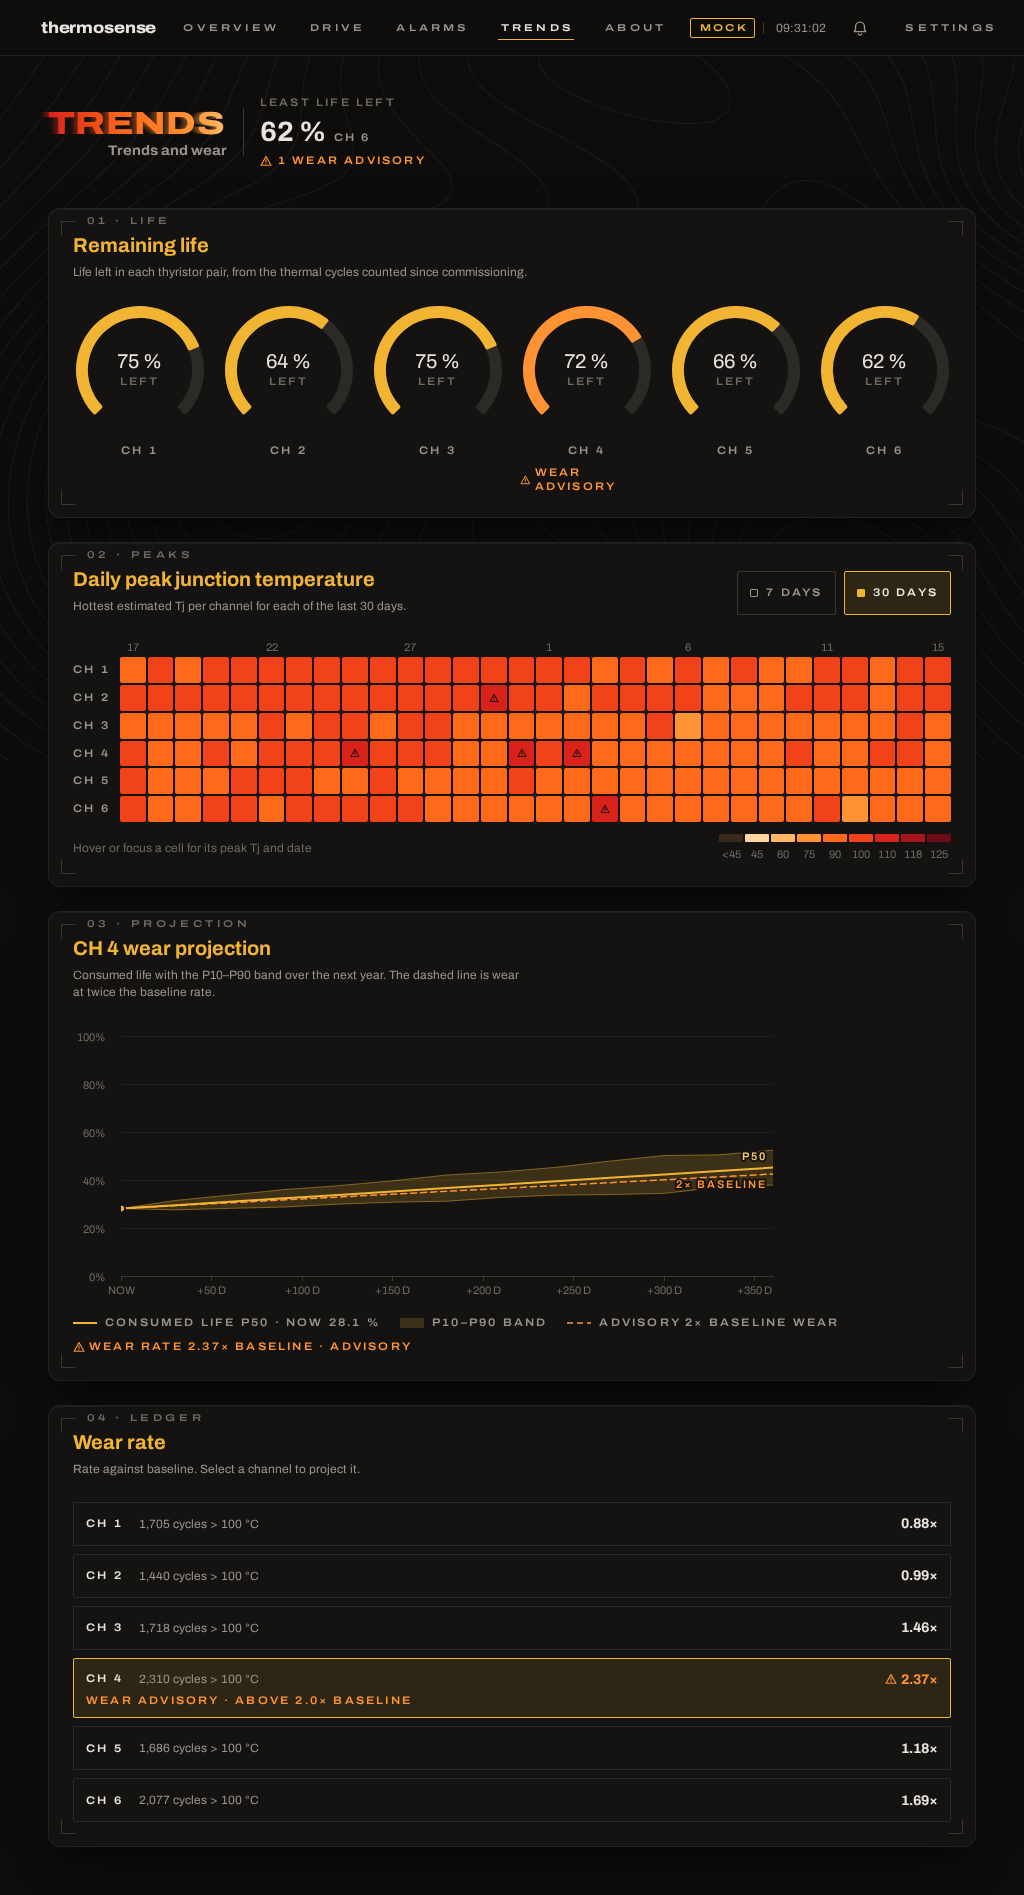 thermosense OVERVIEW DRIVE ALARMS TRENDS ABOUT MOCK 09:31:02 SETTINGS
TRENDS
Trends and wear
LEAST LIFE LEFT
62 % CH 6
1 WEAR ADVISORY
01 · LIFE
Remaining life
Life left in each thyristor pair, from the thermal cycles counted since commissioning.
75 % 64 % 75 % 72 % 66 % 62 %
LEFT LEFT LEFT LEFT LEFT LEFT
CH 1 CH 2 CH 3 CH 4 CH 5 CH 6
WEAR
ADVISORY
02 · PEAKS
Daily peak junction temperature
Hottest estimated Tj per channel for each of the last 30 days.
7 DAYS 30 DAYS
17 22 27 1 6 11 15
CH 1
CH 2
CH 3
CH 4
CH 5
CH 6
Hover or focus a cell for its peak Tj and date
<45 45 60 75 90 100 110 118 125
03 · PROJECTION
CH 4 wear projection
Consumed life with the P10–P90 band over the next year. The dashed line is wear
at twice the baseline rate.
100%
80%
60%
P50
40%
2× BASELINE
20%
0%
NOW +50 D +100 D +150 D +200 D +250 D +300 D +350 D
CONSUMED LIFE P50 · NOW 28.1 % P10–P90 BAND ADVISORY 2× BASELINE WEAR
WEAR RATE 2.37× BASELINE · ADVISORY
04 · LEDGER
Wear rate
Rate against baseline. Select a channel to project it.
CH 1 1,705 cycles > 100 °C 0.88×
CH 2 1,440 cycles > 100 °C 0.99×
CH 3 1,718 cycles > 100 °C 1.46×
CH 4 2,310 cycles > 100 °C 2.37×
WEAR ADVISORY · ABOVE 2.0× BASELINE
CH 5 1,686 cycles > 100 °C 1.18×
CH 6 2,077 cycles > 100 °C 1.69×